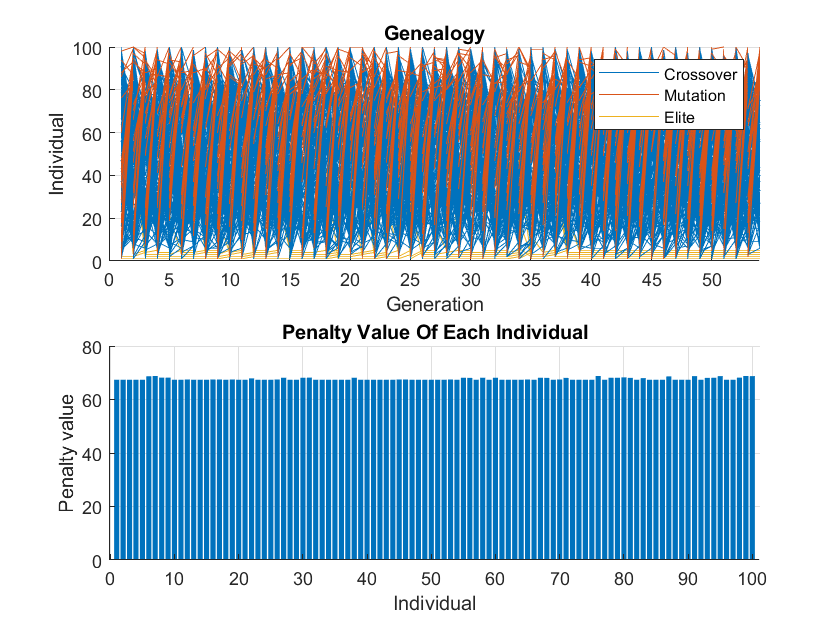 Genealogy
100
80
60
40
20
0
Individual
Crossover
Mutation
Elite
0 5 10 15 20 25 30 35 40 45 50
Generation
Penalty Value Of Each Individual
80
60
40
20
0
Penalty value
0 10 20 30 40 50 60 70 80 90 100
Individual